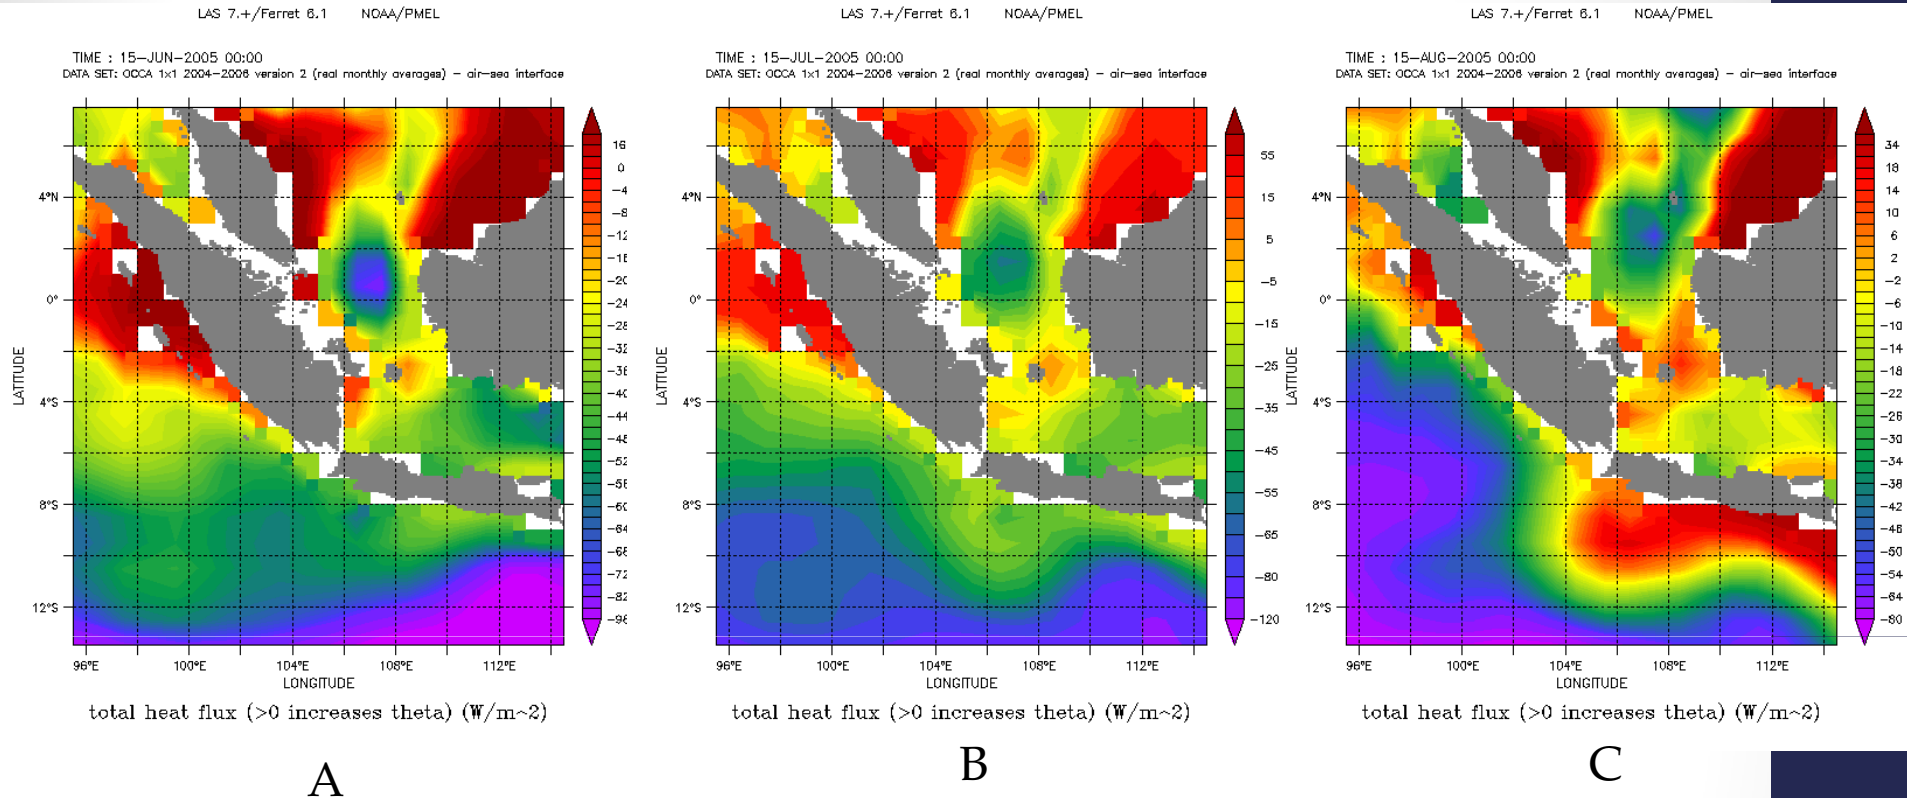 LAS 7.+/Ferret 6.1 NOAA/PMEL
TIME : 15-JUN-2005 00:00
DATA SET: OCCA 1x1 2004-2006 version 2 (real monthly averages) - air-sea interface
16
0
-4
-8
-12
-16
-20
-24
-28
-32
-36
-40
-44
-48
-52
-56
-60
-64
-68
-72
-82
-96
4°N
0°
4°S
8°S
12°S
LATITUDE
96°E 100°E 104°E 108°E 112°E
LONGITUDE
total heat flux (>0 increases theta) (W/m~2)
A
LAS 7.+/Ferret 6.1 NOAA/PMEL
TIME : 15-JUL-2005 00:00
DATA SET: OCCA 1x1 2004-2006 version 2 (real monthly averages) - air-sea interface
55
15
5
-5
-15
-25
-35
-45
-55
-65
-80
-120
4°N
0°
4°S
8°S
12°S
LATITUDE
96°E 100°E 104°E 108°E 112°E
LONGITUDE
total heat flux (>0 increases theta) (W/m~2)
B
LAS 7.+/Ferret 6.1 NOAA/PMEL
TIME : 15-AUG-2005 00:00
DATA SET: OCCA 1x1 2004-2006 version 2 (real monthly averages) - air-sea interface
34
18
14
10
6
2
-2
-6
-10
-14
-18
-22
-26
-30
-34
-38
-42
-46
-50
-54
-64
-80
4°N
0°
4°S
8°S
12°S
LATITUDE
96°E 100°E 104°E 108°E 112°E
LONGITUDE
total heat flux (>0 increases theta) (W/m~2)
C